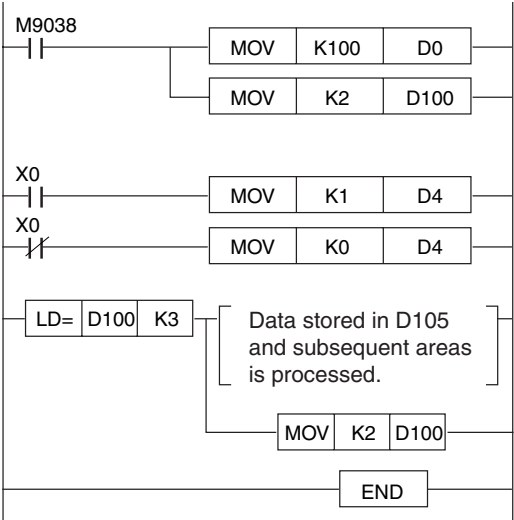 M9038
MOV K100 D0
MOV K2 D100
X0
MOV K1 D4
X0
MOV K0 D4
LD= D100 K3
Data stored in D105
and subsequent areas
is processed.
MOV K2 D100
END